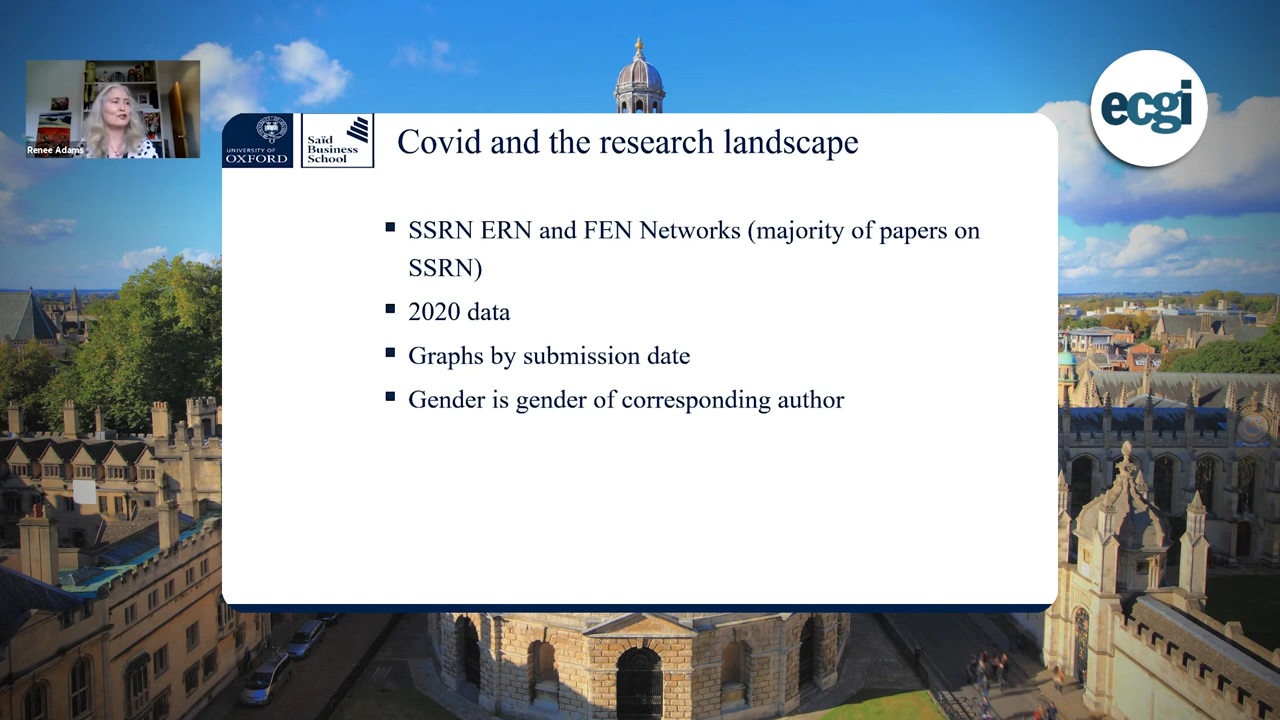 Renée Adams
UNIVERSITY OF
OXFORD
Saïd
Business
School
Covid and the research landscape
ecgi
SSRN ERN and FEN Networks (majority of papers on
SSRN)
2020 data
Graphs by submission date
Gender is gender of corresponding author